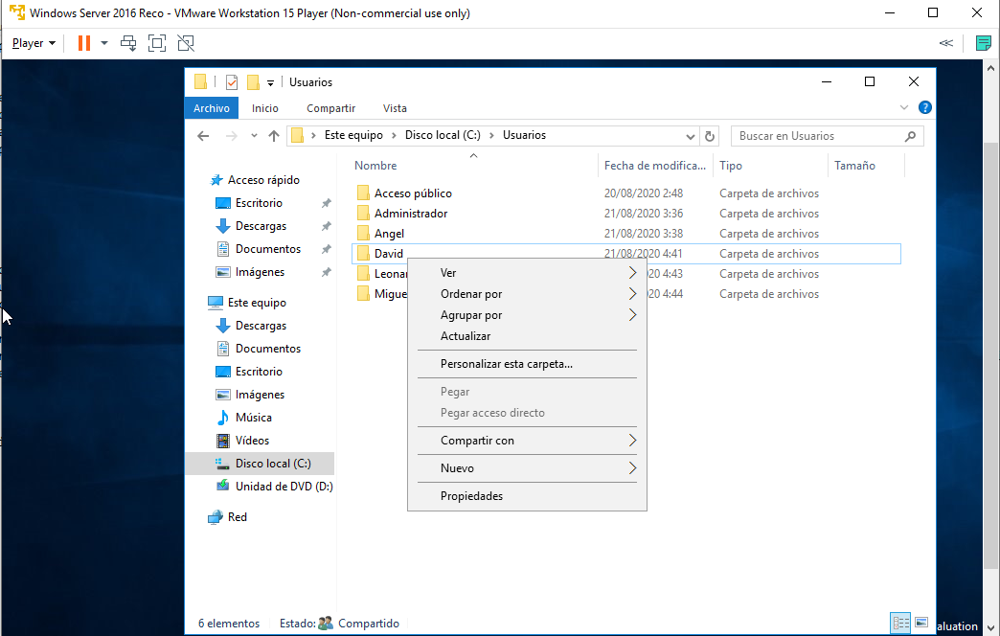 Windows Server 2016 Reco - VMware Workstation 15 Player (Non-commercial use only)
Player
Usuarios
Archivo Inicio Compartir Vista
Este equipo > Disco local (C:) > Usuarios
Buscar en Usuarios
Nombre Fecha de modifica... Tipo Tamaño
Acceso rápido
Escritorio
Descargas
Documentos
Imágenes
Este equipo
Descargas
Documentos
Escritorio
Imágenes
Música
Vídeos
Disco local (C:)
Unidad de DVD (D:)
Red
Acceso público 20/08/2020 2:48 Carpeta de archivos
Administrador 21/08/2020 3:36 Carpeta de archivos
Angel 21/08/2020 3:38 Carpeta de archivos
David 21/08/2020 4:41 Carpeta de archivos
Leonar 20 4:43 Carpeta de archivos
Migue 20 4:44 Carpeta de archivos
Ver
Ordenar por
Agrupar por
Actualizar
Personalizar esta carpeta...
Pegar
Pegar acceso directo
Compartir con
Nuevo
Propiedades
6 elementos Estado: Compartido
aluation